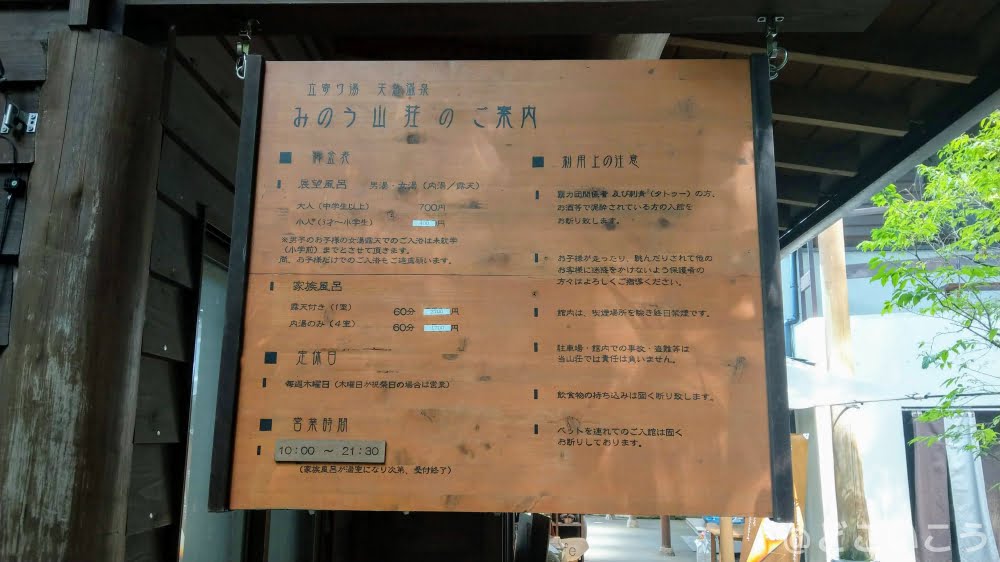 立寄り湯 天然温泉
みのう山荘のご案内
■ 料金表
展望風呂 男湯・女湯（内湯／露天）
大人（中学生以上） 700円
小人（3才～小学生） 円
※男子のお子様の女湯露天でのご入浴は未就学
（小学前）までとさせて頂きます。
尚、お子様だけでのご入浴はご遠慮願います。
家族風呂
露天付き（1室） 60分 円
内湯のみ（4室） 60分 円
■ 定休日
毎週木曜日（木曜日が祝祭日の場合は営業）
■ 営業時間
10:00 ～ 21:30
（家族風呂が満室になり次第、受付終了）
■ 利用上の注意
暴力団関係者 及び刺青（タトゥー）の方、
お酒等で泥酔されている方の入館を
お断り致します。
お子様が走ったり、跳んだりされて他の
お客様に迷惑をかけないよう保護者の
方々はよろしくご指導ください。
館内は、喫煙場所を除き終日禁煙です。
駐車場・館内での事故・盗難等は
当山荘では責任は負いません。
飲食物の持ち込みは固く断り致します。
ペットを連れてのご入館は固く
お断りしております。
@どこいこう